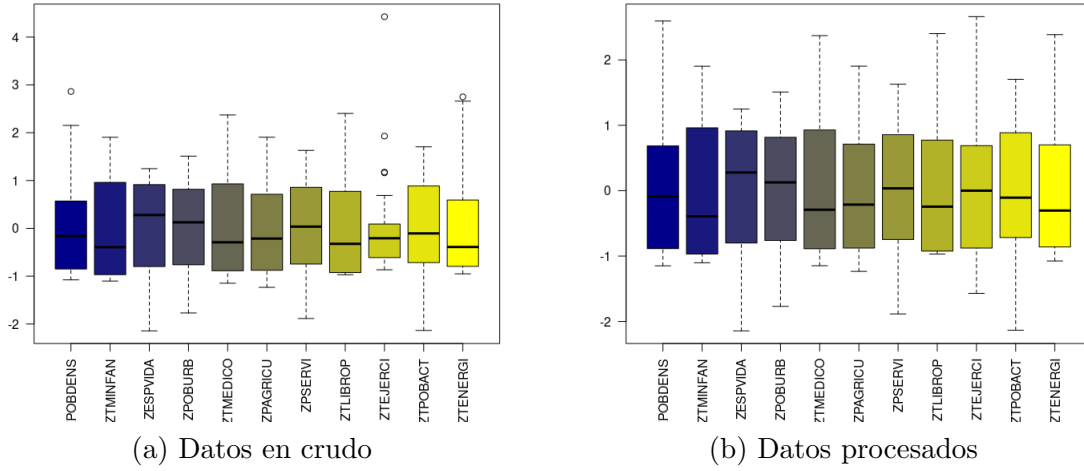 4
3
2
1
0
-1
-2
POBDENS
ZTMINFAN
ZESPVIDA
ZPOBURB
ZTMEDICO
ZPAGRICU
ZPSERVI
ZTLIBROP
ZTEJERCI
ZTPOBACT
ZTENERGI
(a) Datos en crudo
2
1
0
-1
-2
POBDENS
ZTMINFAN
ZESPVIDA
ZPOBURB
ZTMEDICO
ZPAGRICU
ZPSERVI
ZTLIBROP
ZTEJERCI
ZTPOBACT
ZTENERGI
(b) Datos procesados